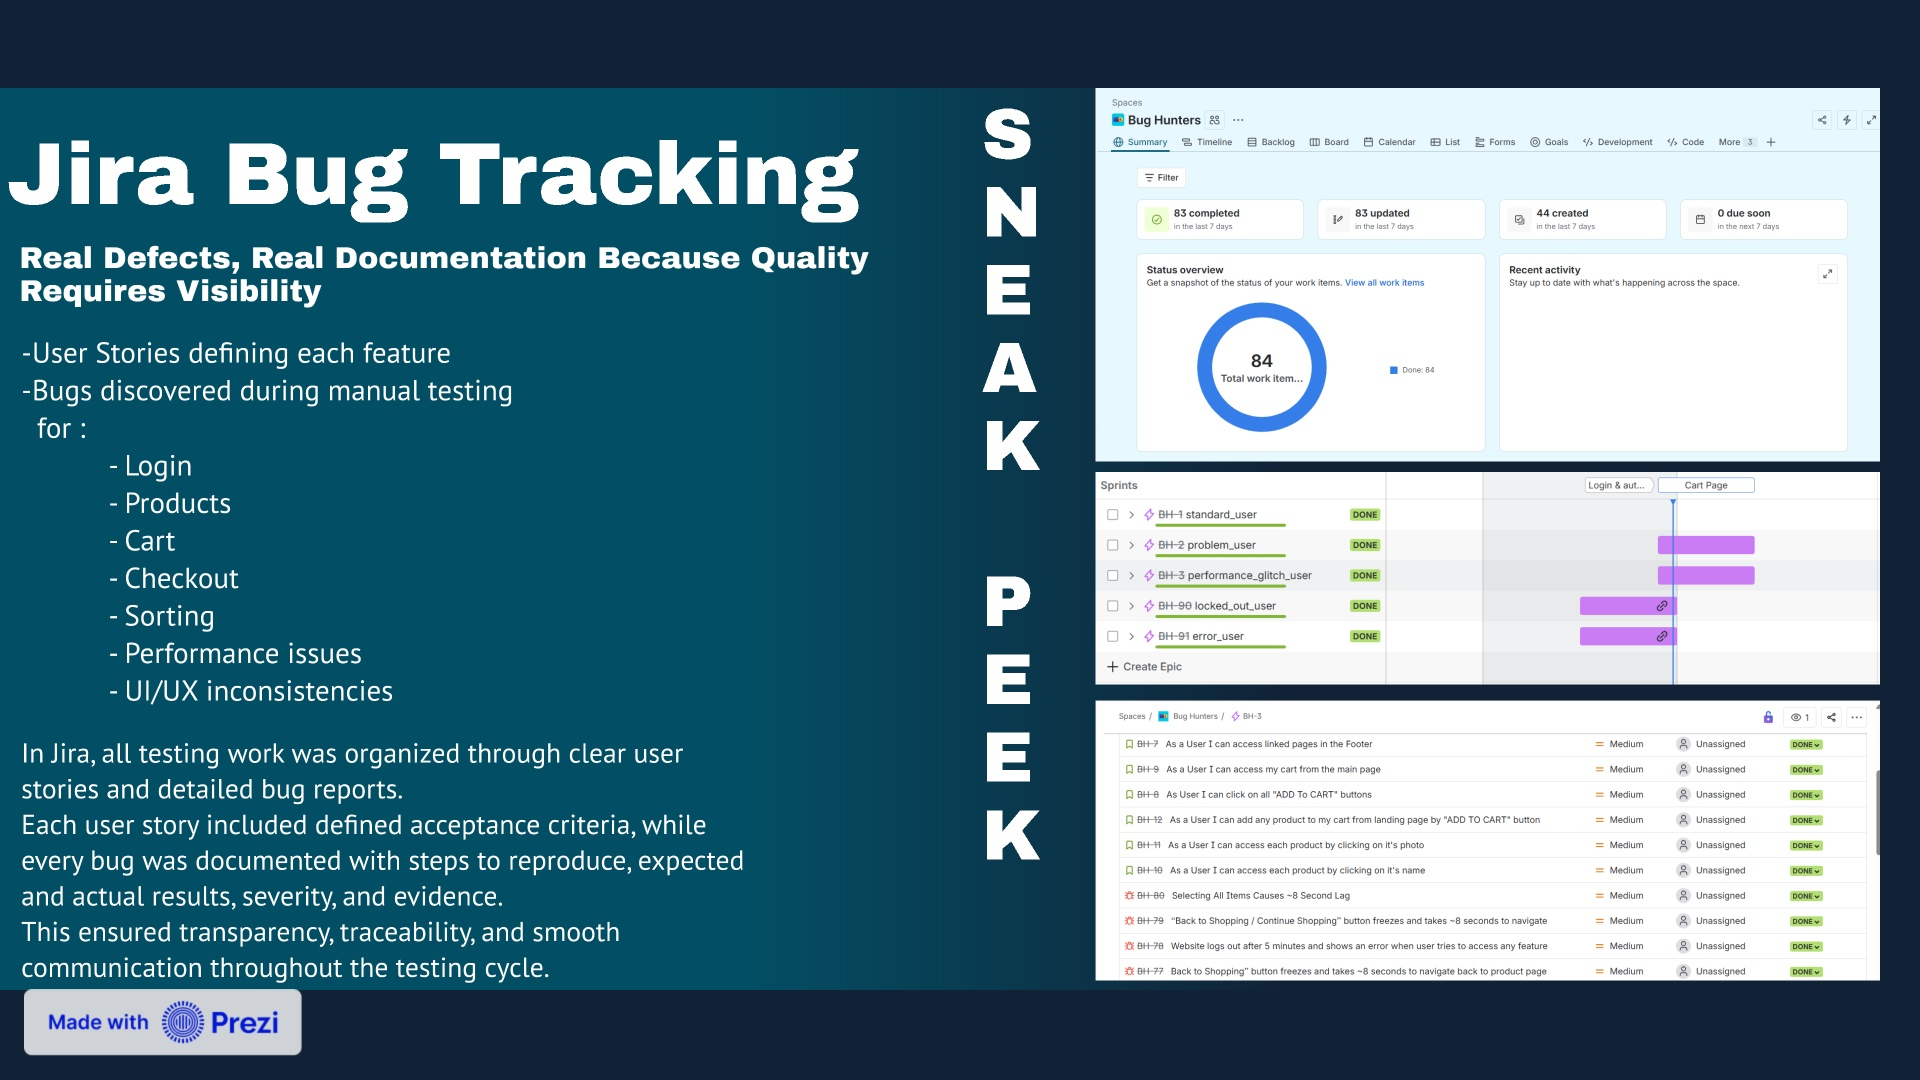 Jira Bug Tracking
Real Defects, Real Documentation Because Quality
Requires Visibility
-User Stories defining each feature
-Bugs discovered during manual testing
for :
- Login
- Products
- Cart
- Checkout
- Sorting
- Performance issues
- UI/UX inconsistencies
In Jira, all testing work was organized through clear user
stories and detailed bug reports.
Each user story included defined acceptance criteria, while
every bug was documented with steps to reproduce, expected
and actual results, severity, and evidence.
This ensured transparency, traceability, and smooth
communication throughout the testing cycle.
Made with Prezi
SNEAK PEEK
Spaces
Bug Hunters
Summary Timeline Backlog Board Calendar List Forms Goals Development Code More 3
Filter
83 completed
in the last 7 days
83 updated
in the last 7 days
44 created
in the last 7 days
0 due soon
in the next 7 days
Status overview
Get a snapshot of the status of your work items. View all work items
84
Total work item...
Done: 84
Recent activity
Stay up to date with what's happening across the space.
Sprints Login & aut... Cart Page
BH-1 standard_user DONE
BH-2 problem_user DONE
BH-3 performance_glitch_user DONE
BH-90 locked_out_user DONE
BH-91 error_user DONE
Create Epic
Spaces / Bug Hunters / BH-3 1
BH-7 As a User I can access linked pages in the Footer Medium Unassigned DONE
BH-9 As a User I can access my cart from the main page Medium Unassigned DONE
BH-8 As User I can click on all "ADD To CART" buttons Medium Unassigned DONE
BH-12 As a User I can add any product to my cart from landing page by "ADD TO CART" button Medium Unassigned DONE
BH-11 As a User I can access each product by clicking on it's photo Medium Unassigned DONE
BH-10 As a User I can access each product by clicking on it's name Medium Unassigned DONE
BH-80 Selecting All Items Causes ~8 Second Lag Medium Unassigned DONE
BH-79 "Back to Shopping / Continue Shopping" button freezes and takes ~8 seconds to navigate Medium Unassigned DONE
BH-78 Website logs out after 5 minutes and shows an error when user tries to access any feature Medium Unassigned DONE
BH-77 Back to Shopping" button freezes and takes ~8 seconds to navigate back to product page Medium Unassigned DONE